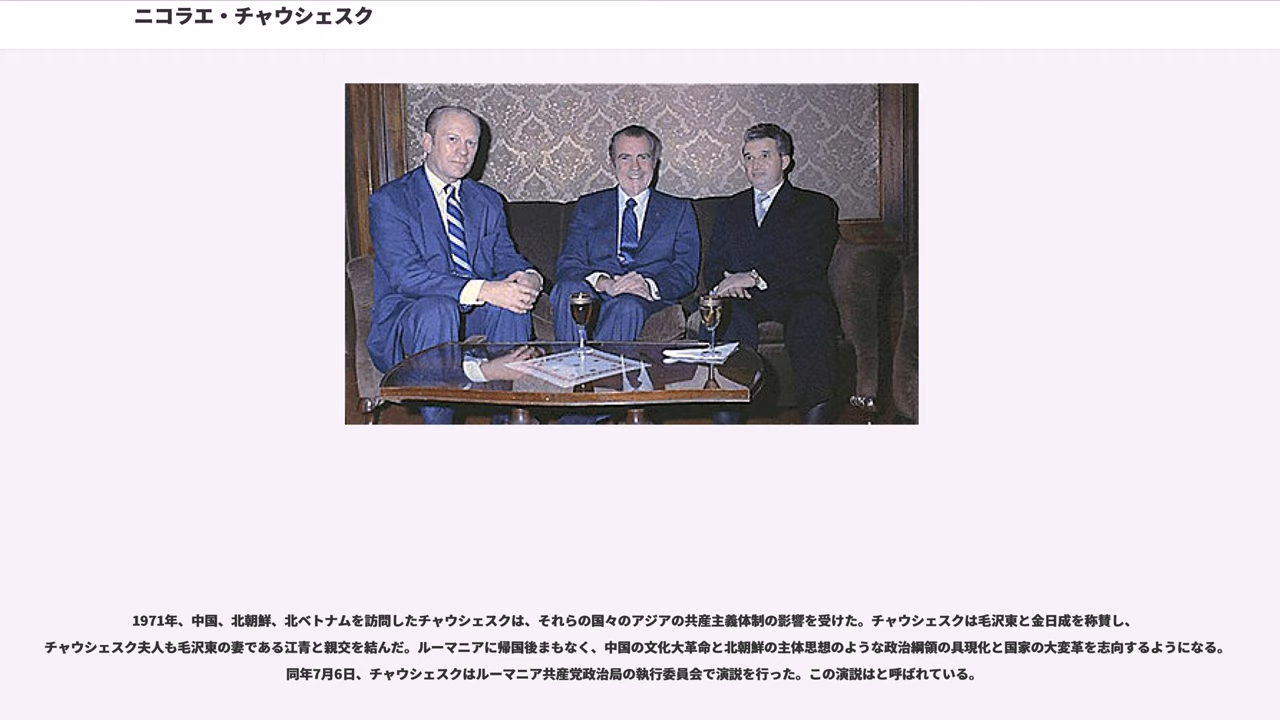 ニコラエ・チャウシェスク
1971年、中国、北朝鮮、北ベトナムを訪問したチャウシェスクは、それらの国々のアジアの共産主義体制の影響を受けた。チャウシェスクは毛沢東と金日成を称賛し、
チャウシェスク夫人も毛沢東の妻である江青と親交を結んだ。ルーマニアに帰国後まもなく、中国の文化大革命と北朝鮮の主体思想のような政治綱領の具現化と国家の大変革を志向するようになる。
同年7月6日、チャウシェスクはルーマニア共産党政治局の執行委員会で演説を行った。この演説はと呼ばれている。